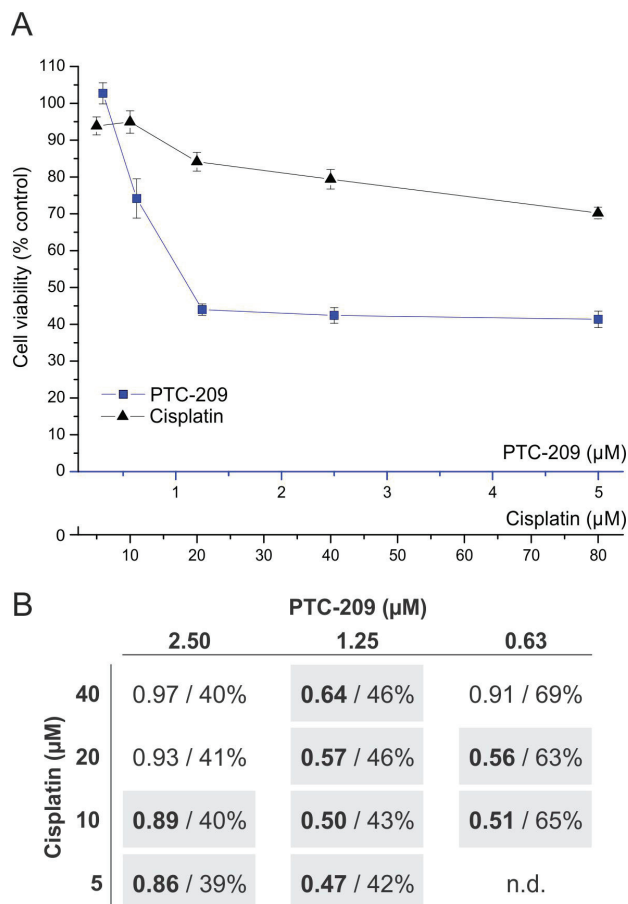 A
110
100
90
80
70
60
50
40
30
20
10
0
Cell viability (% control)
PTC-209
Cisplatin
PTC-209 (µM)
1 2 3 4 5
Cisplatin (µM)
0
10 20 30 40 50 60 70 80
B
PTC-209 (µM)
2.50 1.25 0.63
Cisplatin (µM)
40 0.97 / 40% 0.64 / 46% 0.91 / 69%
20 0.93 / 41% 0.57 / 46% 0.56 / 63%
10 0.89 / 40% 0.50 / 43% 0.51 / 65%
5 0.86 / 39% 0.47 / 42% n.d.